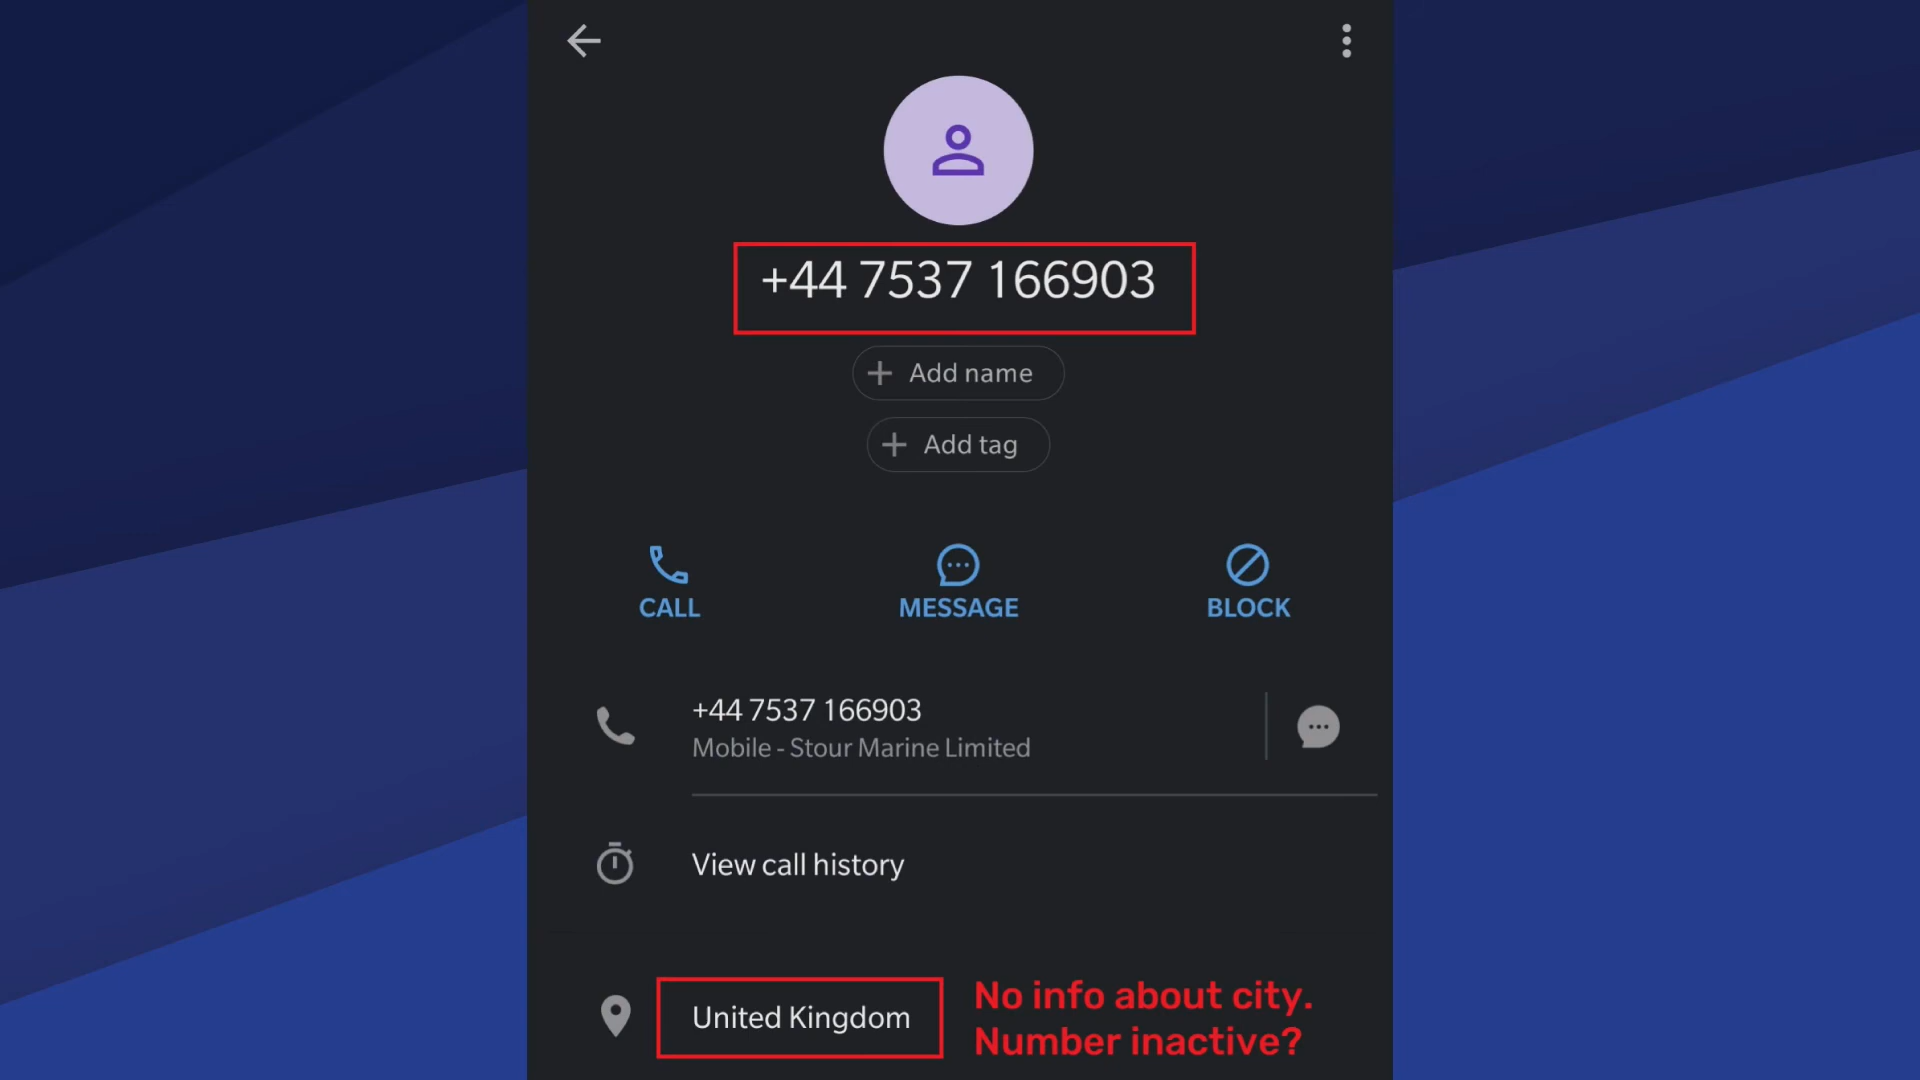 +44 7537 166903
Add name
Add tag
CALL
MESSAGE
BLOCK
+44 7537 166903
Mobile - Stour Marine Limited
View call history
United Kingdom
No info about city.
Number inactive?